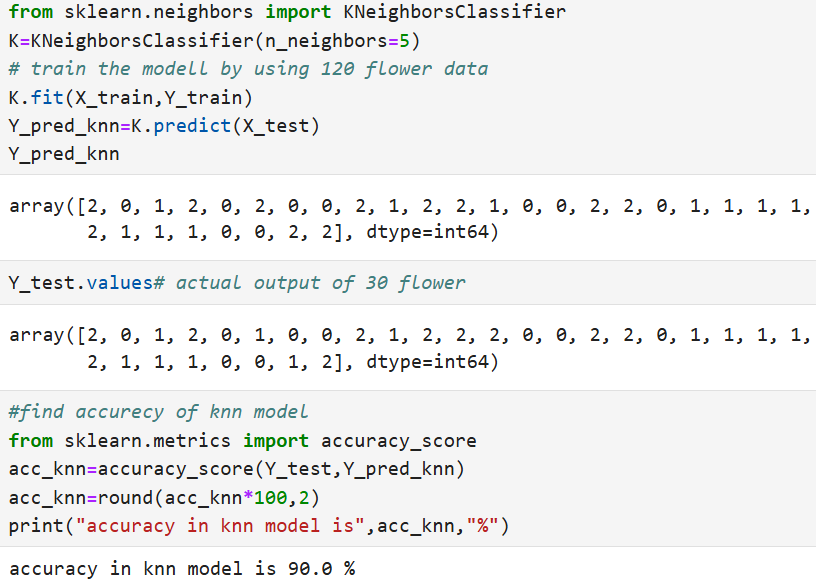 from sklearn.neighbors import KNeighborsClassifier
K=KNeighborsClassifier(n_neighbors=5)
# train the modell by using 120 flower data
K.fit(X_train,Y_train)
Y_pred_knn=K.predict(X_test)
Y_pred_knn
array([2, 0, 1, 2, 0, 2, 0, 0, 2, 1, 2, 2, 1, 0, 0, 2, 2, 0, 1, 1, 1, 1,
2, 1, 1, 1, 0, 0, 2, 2], dtype=int64)
Y_test.values# actual output of 30 flower
array([2, 0, 1, 2, 0, 1, 0, 0, 2, 1, 2, 2, 2, 0, 0, 2, 2, 0, 1, 1, 1, 1,
2, 1, 1, 1, 0, 0, 1, 2], dtype=int64)
#find accurecy of knn model
from sklearn.metrics import accuracy_score
acc_knn=accuracy_score(Y_test,Y_pred_knn)
acc_knn=round(acc_knn*100,2)
print("accuracy in knn model is",acc_knn,"%")
accuracy in knn model is 90.0 %